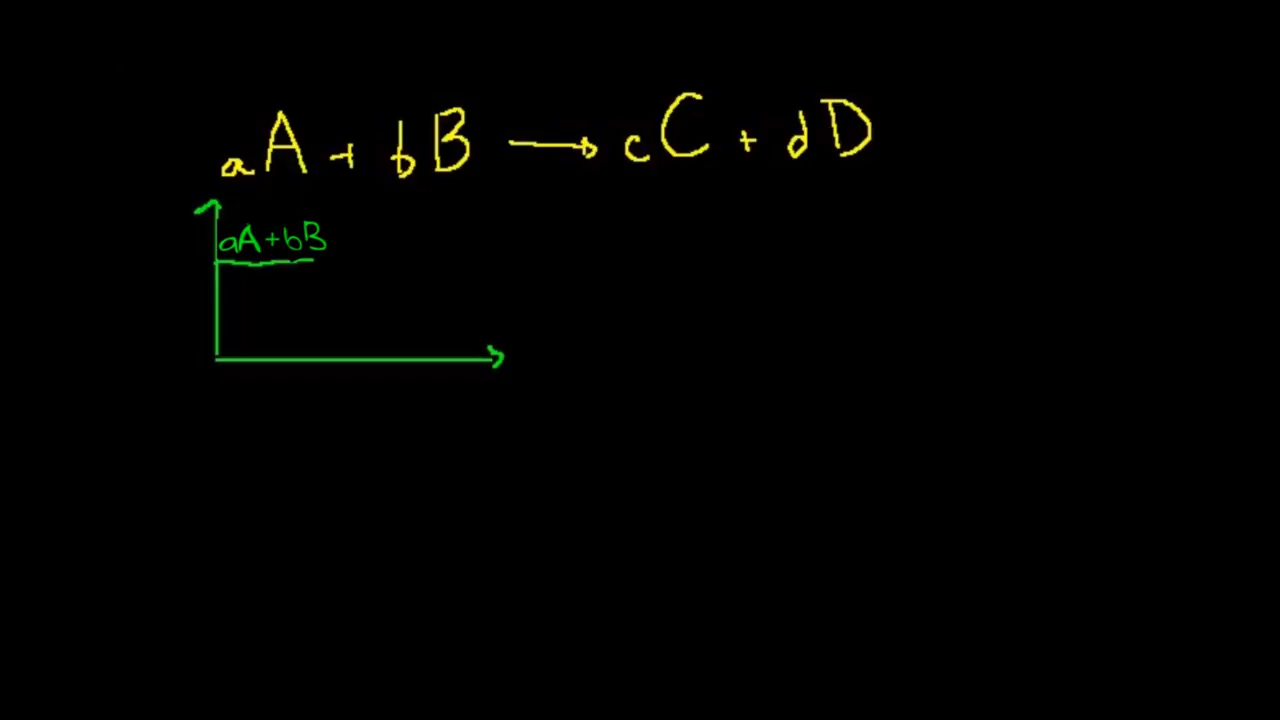 aA + bB → cC + dD
aA+bB